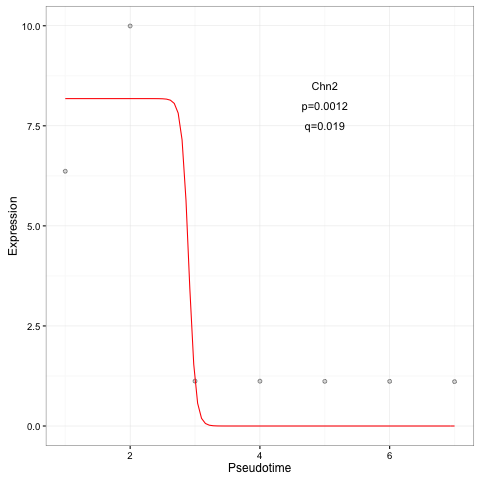 10.0
Chn2
p=0.0012
7.5
q=0.019
Expression
5.0
2.5
0.0
2 4 6
Pseudotime